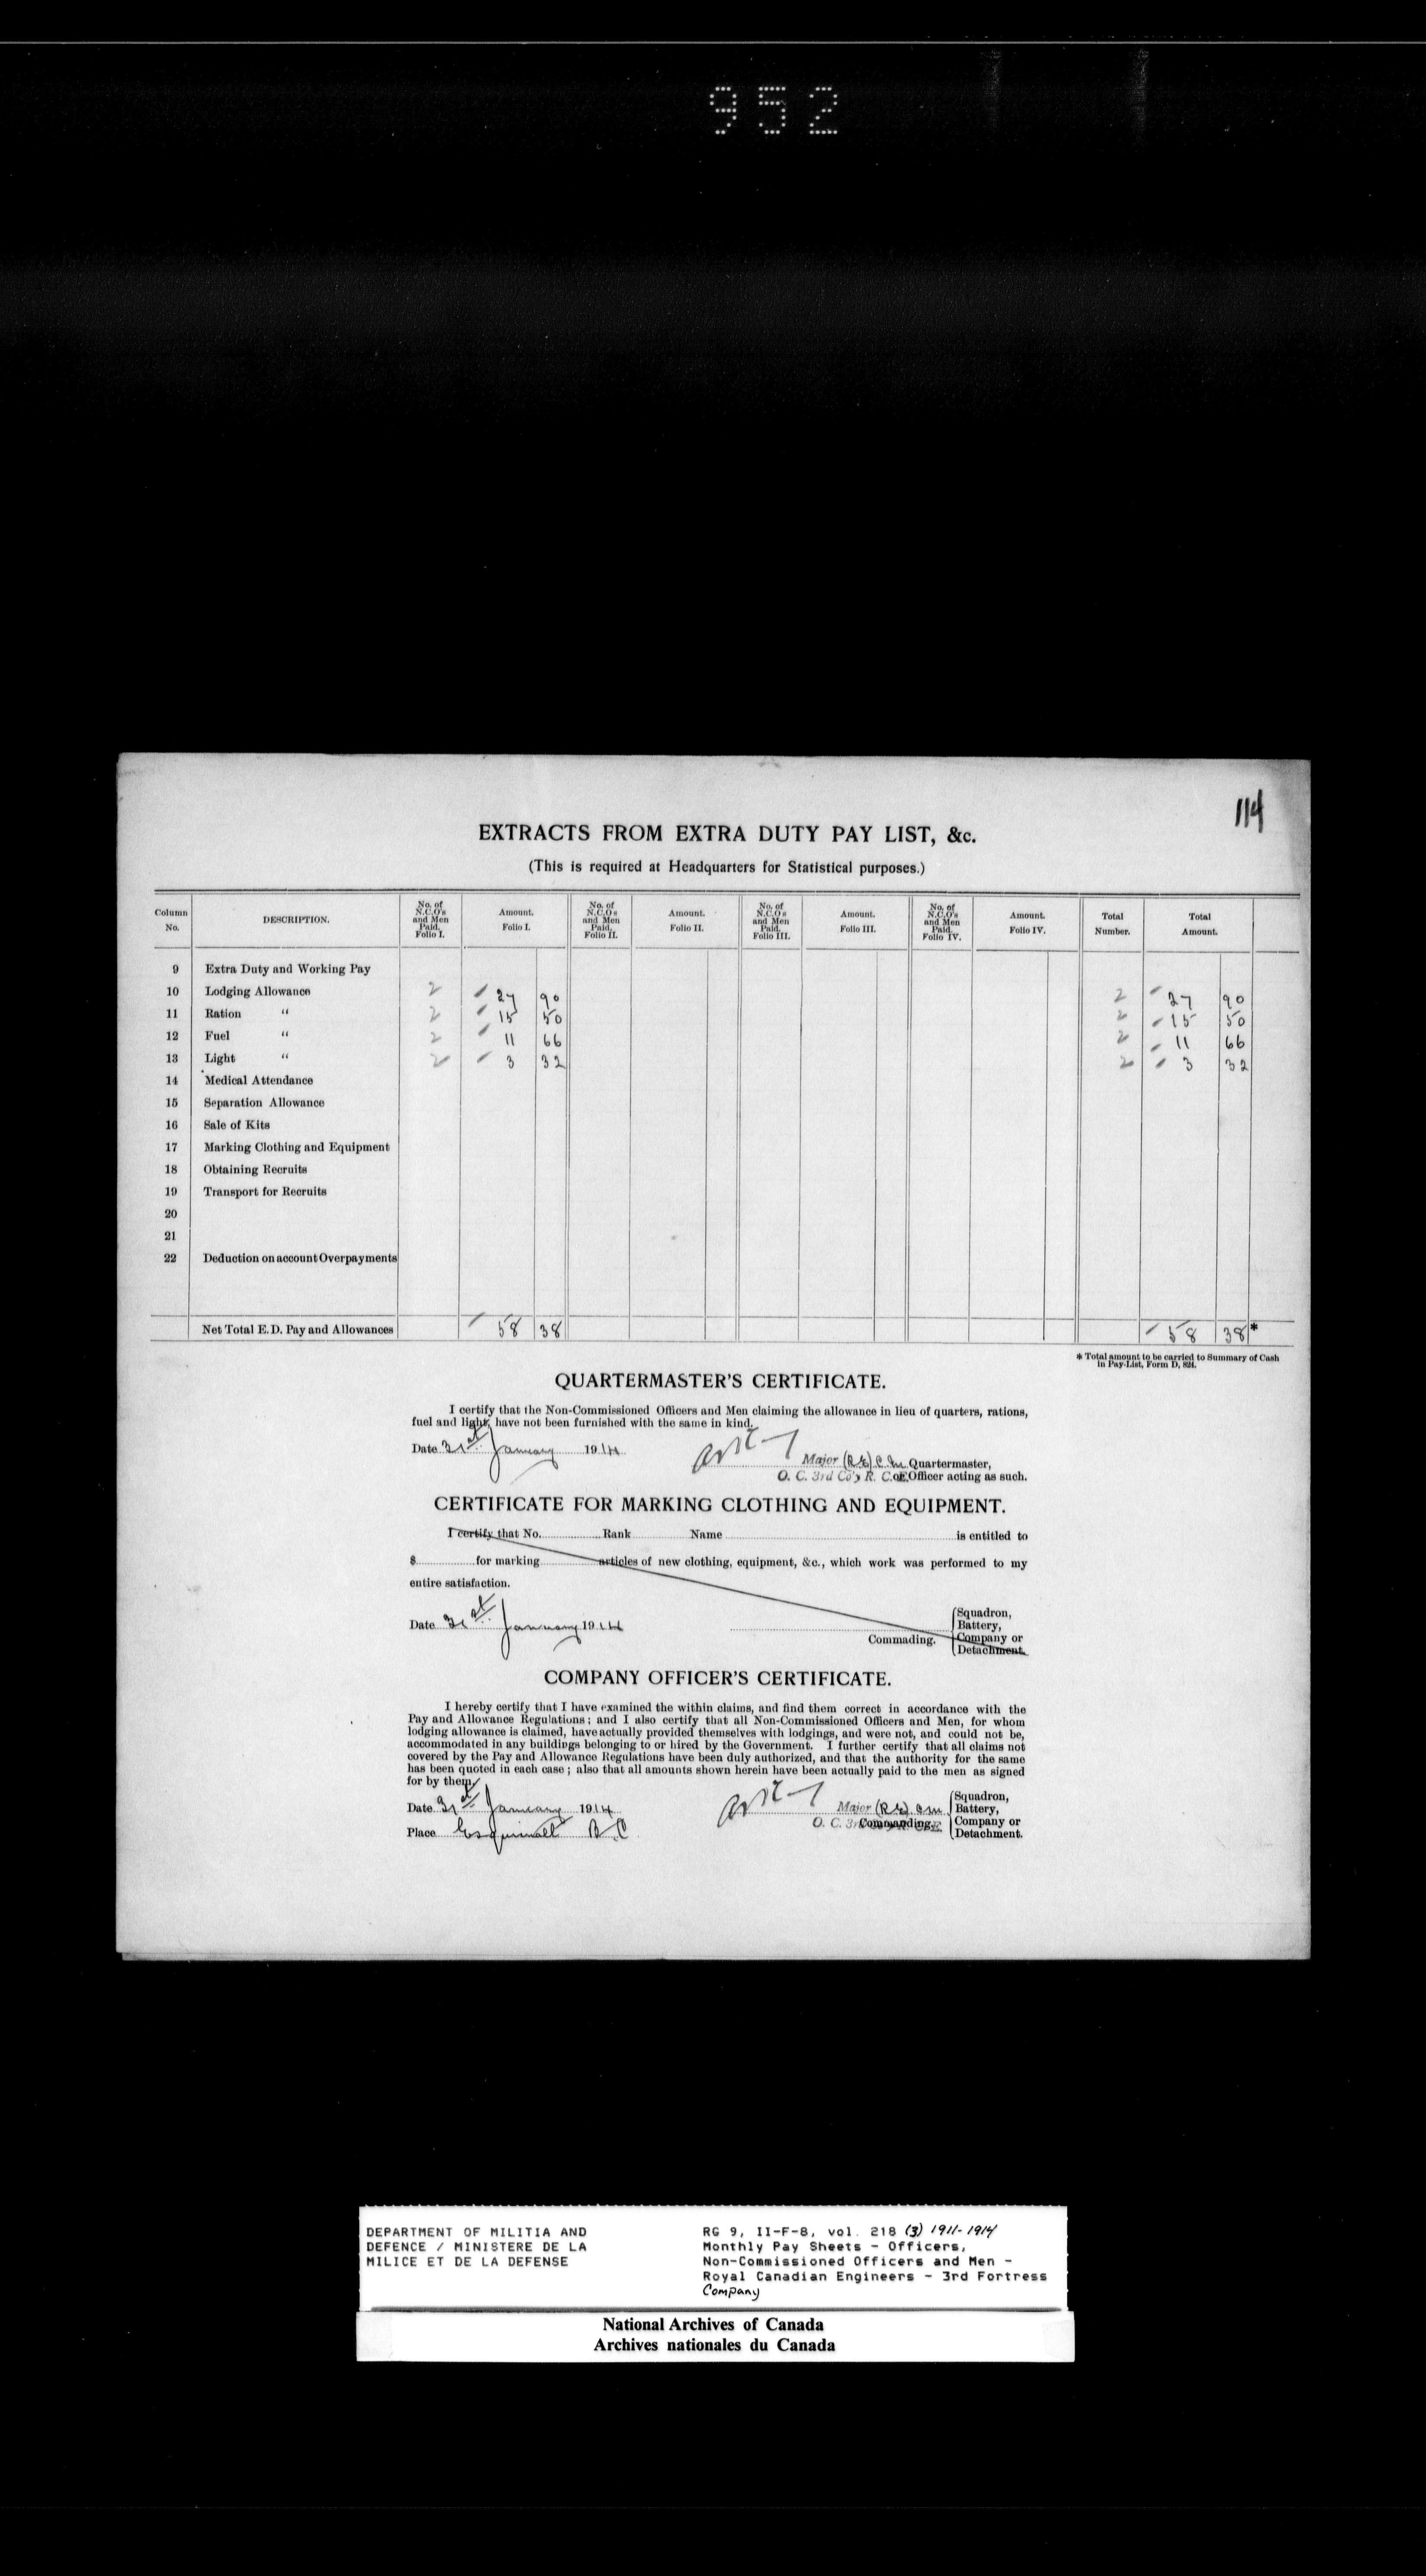 952
114
EXTRACTS FROM EXTRA DUTY PAY LIST, &c.
(This is required at Headquarters for Statistical purposes.)
Column No. DESCRIPTION. No. of N.C.O's and Men Paid. Folio I. Amount. Folio I. No. of N.C.O's and Men Paid. Folio II. Amount. Folio II. No. of N.C.O's and Men Paid. Folio III. Amount. Folio III. No. of N.C.O's and Men Paid. Folio IV. Amount. Folio IV. Total Number. Total Amount.
9 Extra Duty and Working Pay
10 Lodging Allowance 2 27 90 2 27 90
11 Ration " 2 15 50 2 15 50
12 Fuel " 2 11 66 2 11 66
13 Light " 2 3 32 2 3 32
14 Medical Attendance
15 Separation Allowance
16 Sale of Kits
17 Marking Clothing and Equipment
18 Obtaining Recruits
19 Transport for Recruits
20
21
22 Deduction on account Overpayments
Net Total E. D. Pay and Allowances 58 38 58 38*
* Total amount to be carried to Summary of Cash
in Pay-List, Form D, 821.
QUARTERMASTER'S CERTIFICATE.
I certify that the Non-Commissioned Officers and Men claiming the allowance in lieu of quarters, rations,
fuel and light, have not been furnished with the same in kind.
Date 31st January 1914 Major (R.E.) Quartermaster,
O. C. 3rd Co'y R. C. E. or Officer acting as such.
CERTIFICATE FOR MARKING CLOTHING AND EQUIPMENT.
I certify that No. Rank Name is entitled to
$ for marking articles of new clothing, equipment, &c., which work was performed to my
entire satisfaction.
Date 31st January 1914
Commading. Squadron, Battery, Company or Detachment.
COMPANY OFFICER'S CERTIFICATE.
I hereby certify that I have examined the within claims, and find them correct in accordance with the
Pay and Allowance Regulations; and I also certify that all Non-Commissioned Officers and Men, for whom
lodging allowance is claimed, have actually provided themselves with lodgings, and were not, and could not be,
accommodated in any buildings belonging to or hired by the Government. I further certify that all claims not
covered by the Pay and Allowance Regulations have been duly authorized, and that the authority for the same
has been quoted in each case; also that all amounts shown herein have been actually paid to the men as signed
for by them.
Date 31st January 1914 Major (R.E.)
Place Esquimalt B C O. C. 3rd Commanding. Squadron, Battery, Company or Detachment.
DEPARTMENT OF MILITIA AND
DEFENCE / MINISTERE DE LA
MILICE ET DE LA DEFENSE
RG 9, II-F-8, vol. 218 (3) 1911-1914
Monthly Pay Sheets - Officers,
Non-Commissioned Officers and Men -
Royal Canadian Engineers - 3rd Fortress
Company
National Archives of Canada
Archives nationales du Canada